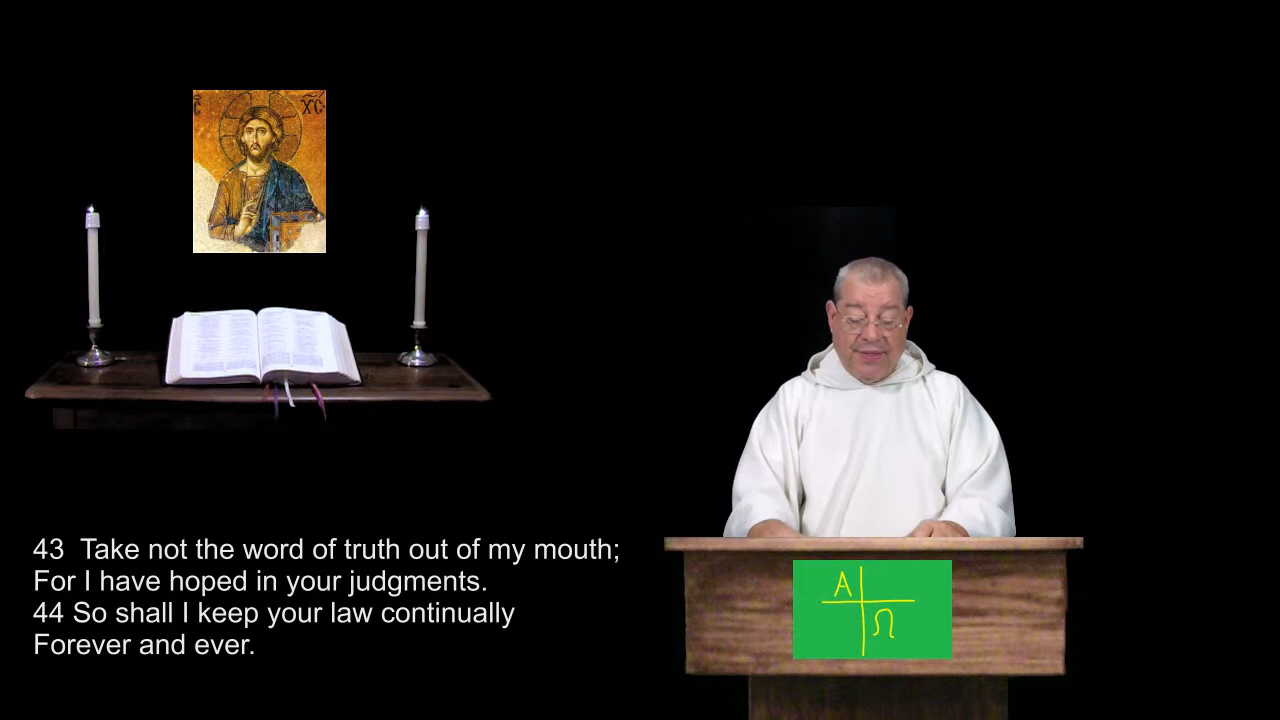 C XC
43 Take not the word of truth out of my mouth;
For I have hoped in your judgments.
44 So shall I keep your law continually
Forever and ever.
A
Ω